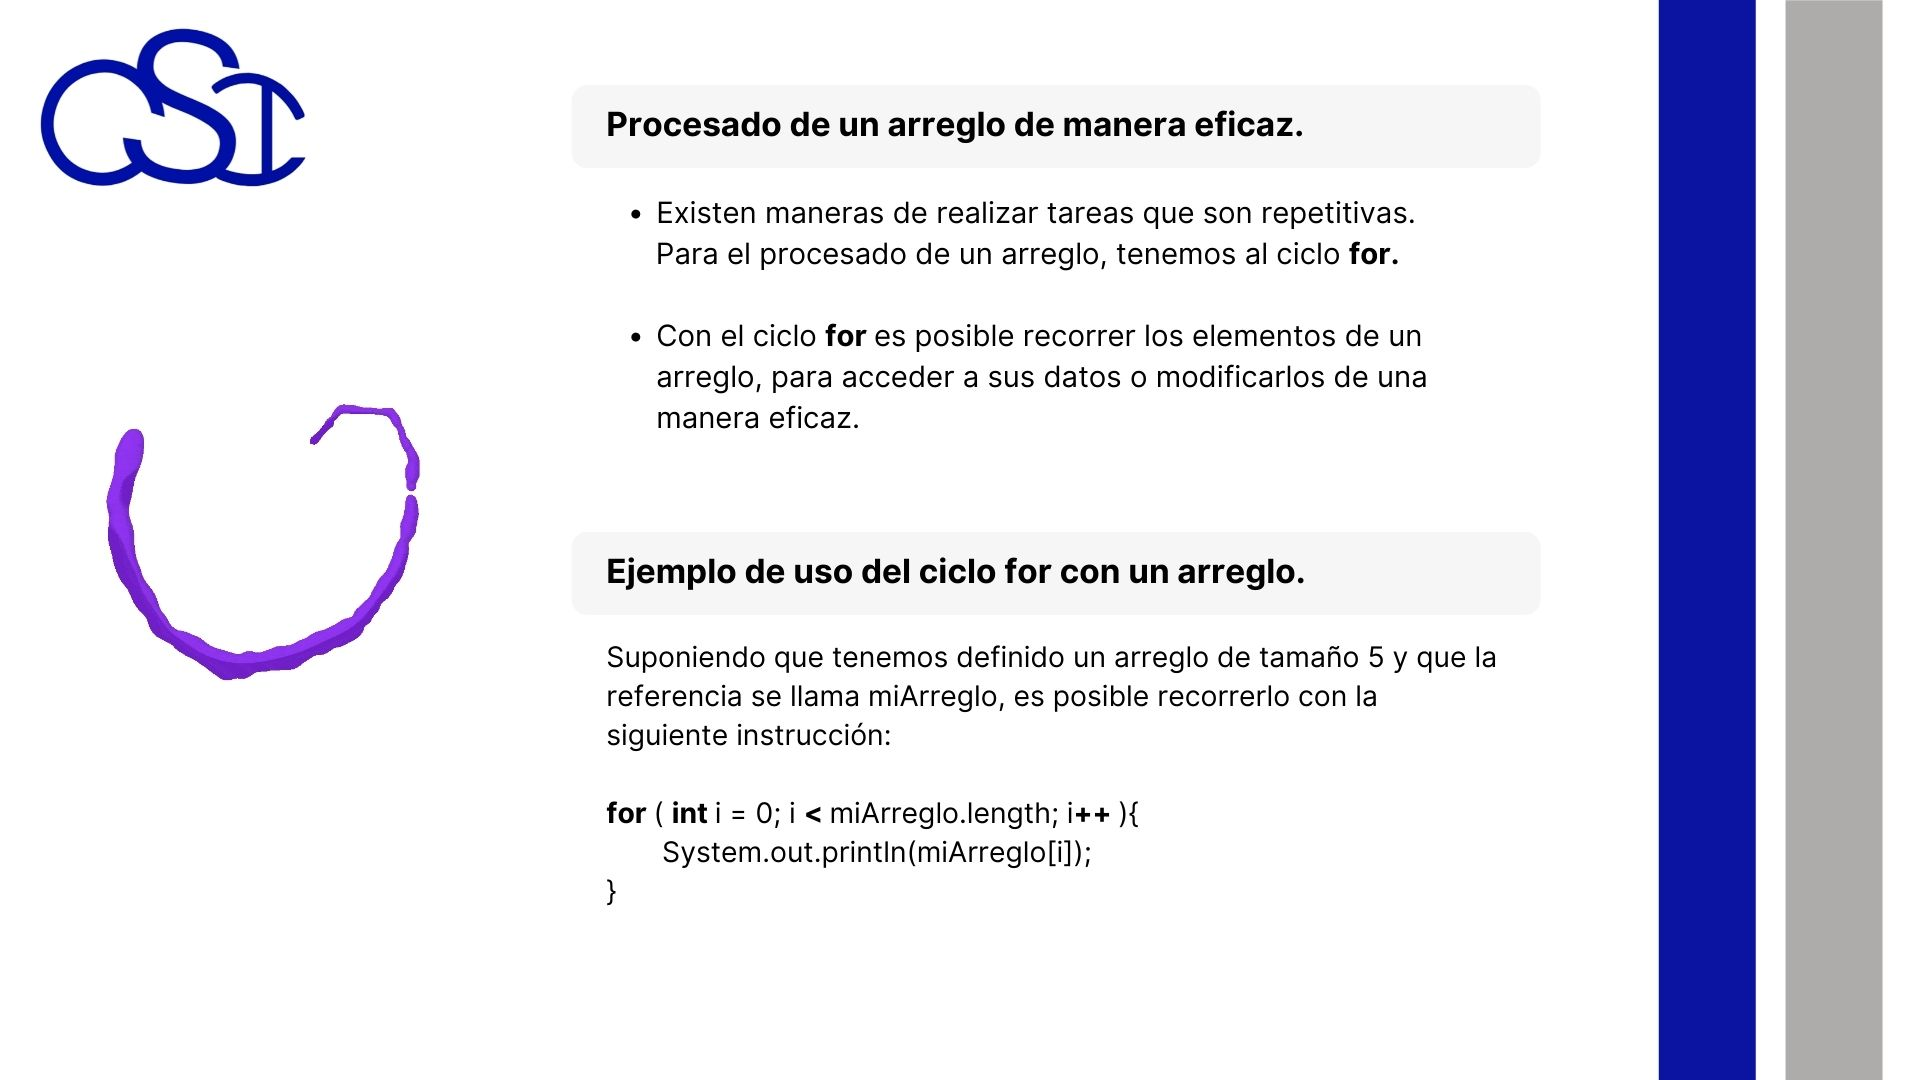 CSI
Procesado de un arreglo de manera eficaz.
• Existen maneras de realizar tareas que son repetitivas.
Para el procesado de un arreglo, tenemos al ciclo for.
• Con el ciclo for es posible recorrer los elementos de un
arreglo, para acceder a sus datos o modificarlos de una
manera eficaz.
Ejemplo de uso del ciclo for con un arreglo.
Suponiendo que tenemos definido un arreglo de tamaño 5 y que la
referencia se llama miArreglo, es posible recorrerlo con la
siguiente instrucción:
for ( int i = 0; i < miArreglo.length; i++ ){
System.out.println(miArreglo[i]);
}